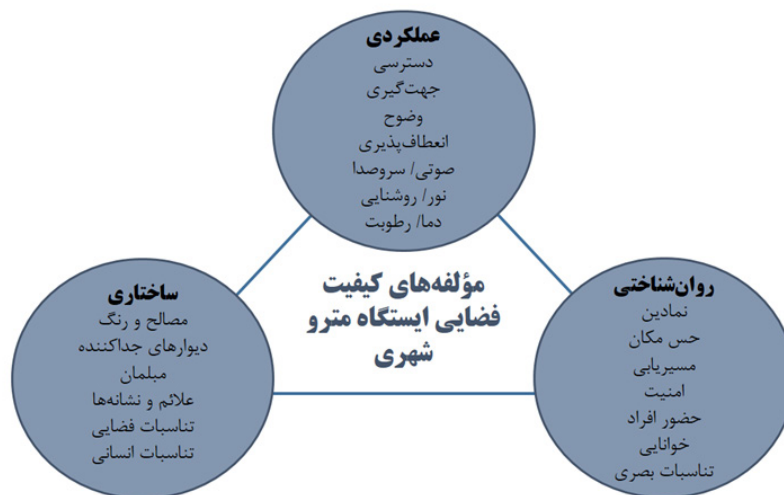 عملکردی
دسترسی
جهت‌گیری
وضوح
انعطاف‌پذیری
صوتی/ سروصدا
نور/ روشنایی
دما/ رطوبت
مؤلفه‌های کیفیت
فضایی ایستگاه مترو
شهری
روان‌شناختی
نمادین
حس مکان
مسیریابی
امنیت
حضور افراد
خوانایی
تناسبات بصری
ساختاری
مصالح و رنگ
دیوارهای جداکننده
مبلمان
علائم و نشانه‌ها
تناسبات فضایی
تناسبات انسانی